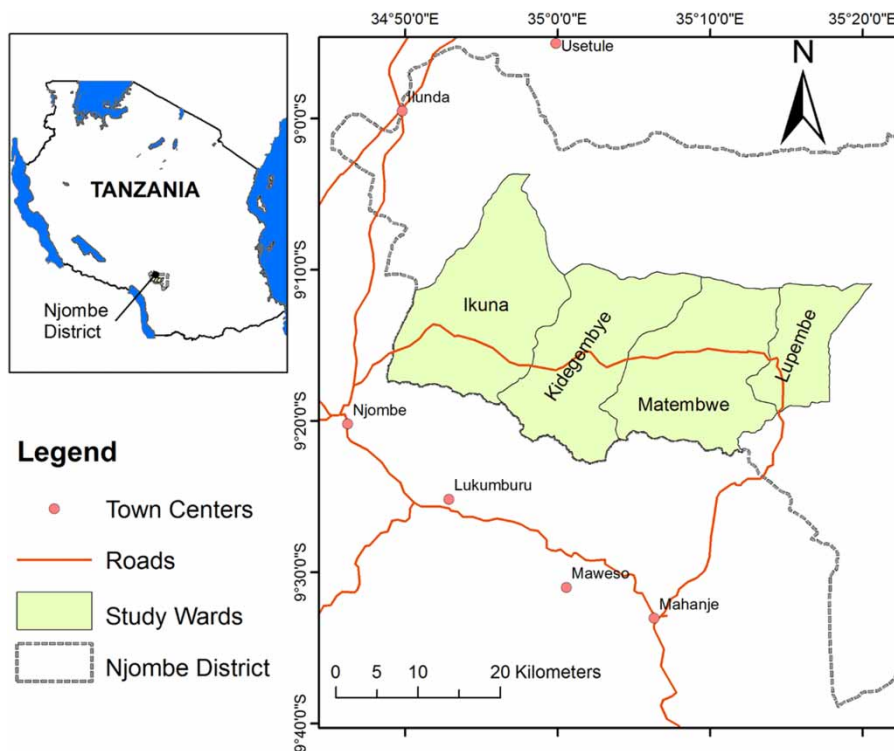 34°50'0"E
35°0'0"E
35°10'0"E
35°20'0"E
9°0'0"S
9°10'0"S
9°20'0"S
9°30'0"S
9°40'0"S
TANZANIA
Njombe
District
N
Usetule
Ilunda
Ikuna
Kidegembye
Matembwe
Lupembe
Njombe
Lukumburu
Maweso
Mahanje
Legend
Town Centers
Roads
Study Wards
Njombe District
0 5 10 20 Kilometers